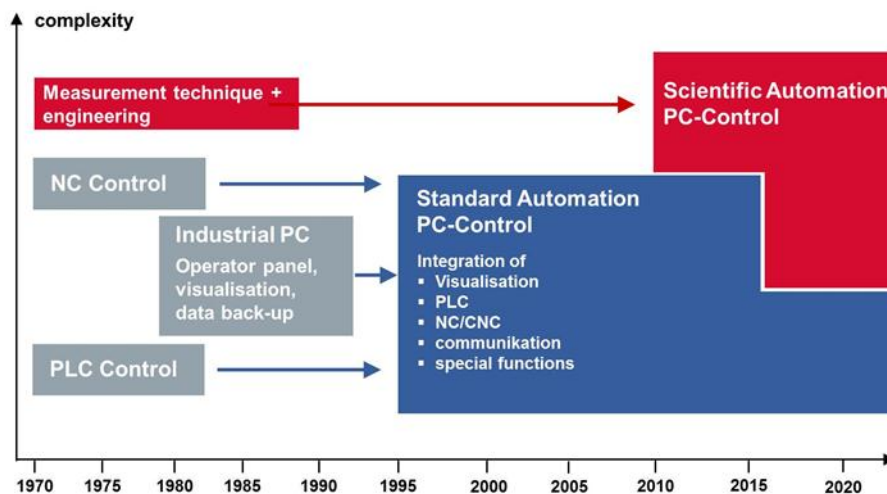 complexity
Measurement technique +
engineering
Scientific Automation
PC-Control
NC Control
Standard Automation
PC-Control
Industrial PC
Operator panel,
visualisation,
data back-up
Integration of
▪ Visualisation
▪ PLC
▪ NC/CNC
▪ communikation
▪ special functions
PLC Control
1970 1975 1980 1985 1990 1995 2000 2005 2010 2015 2020